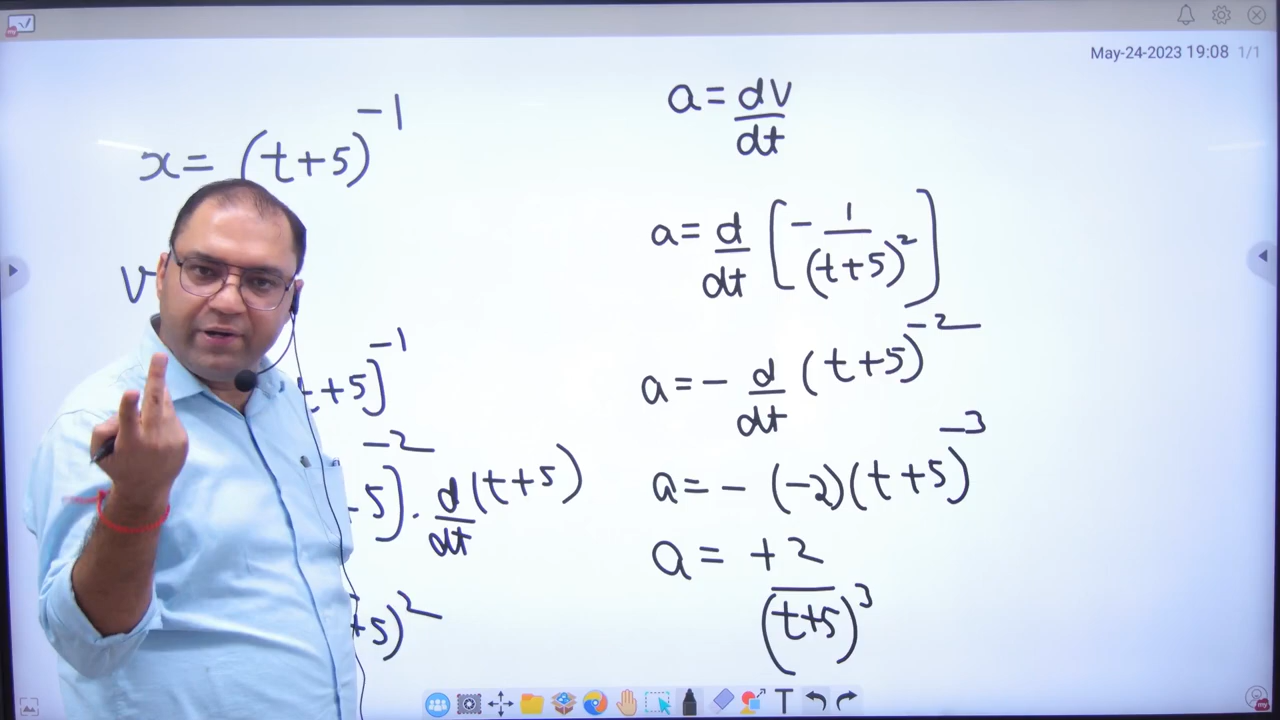 May-24-2023 19:08 1/1
x = (t+5)^-1
v
t+5]^-1
-5]^-2 . d/dt (t+5)
t+5)^2
a = dv/dt
a = d/dt [- 1/(t+5)^2]
a = - d/dt (t+5)^-2
a = - (-2)(t+5)^-3
a = +2/(t+5)^3
T